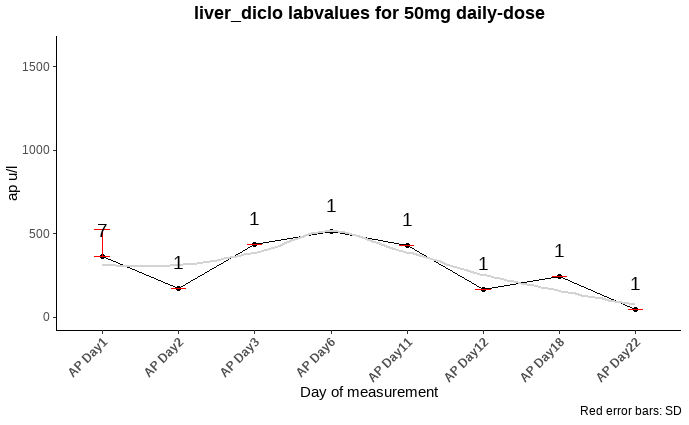 liver_diclo labvalues for 50mg daily-dose
ap u/l
1500
1000
500
0
7
1
1
1
1
1
1
1
AP Day1
AP Day2
AP Day3
AP Day6
AP Day11
AP Day12
AP Day18
AP Day22
Day of measurement
Red error bars: SD